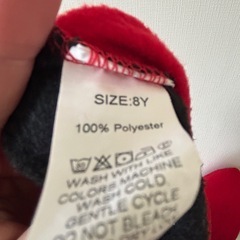 SIZE:8Y
100% Polyester
WASH WITH LIKE
COLORS MACHINE
WASH COLD.
GENTLE CYCLE
DO NOT BLEACH